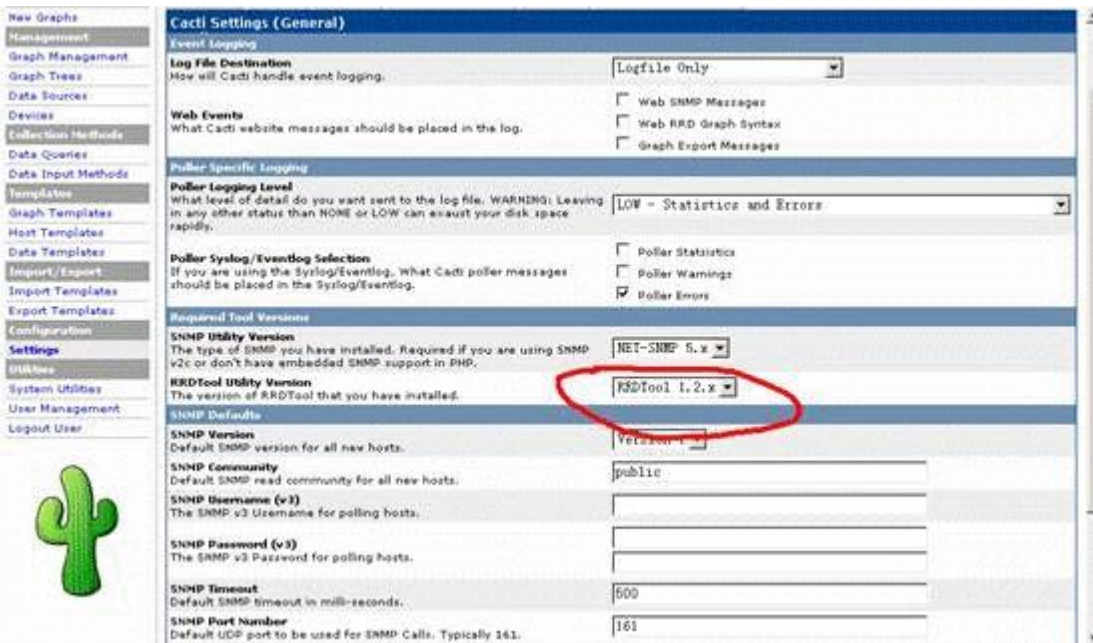 New Graphs
Management
Graph Management
Graph Trees
Data Sources
Devices
Collection Methods
Data Queries
Data Input Methods
Templates
Graph Templates
Host Templates
Data Templates
Import/Export
Import Templates
Export Templates
Configuration
Settings
Utilities
System Utilities
User Management
Logout User
Cacti Settings (General)
Event Logging
Log File Destination
How will Cacti handle event logging.
Logfile Only
Web Events
What Cacti website messages should be placed in the log.
Web SNMP Messages
Web RRD Graph Syntax
Graph Export Messages
Poller Specific Logging
Poller Logging Level
What level of detail do you want sent to the log file. WARNING: Leaving
in any other status than NONE or LOW can exaust your disk space
rapidly.
LOW - Statistics and Errors
Poller Syslog/Eventlog Selection
If you are using the Syslog/Eventlog, What Cacti poller messages
should be placed in the Syslog/Eventlog.
Poller Statsistics
Poller Warnings
Poller Errors
Required Tool Versions
SNMP Utility Version
The type of SNMP you have installed. Required if you are using SNMP
v2c or don't have embedded SNMP support in PHP.
NET-SNMP 5.x
RRDTool Utility Version
The version of RRDTool that you have installed.
RRDTool 1.2.x
SNMP Defaults
SNMP Version
Default SNMP version for all new hosts.
SNMP Community
Default SNMP read community for all new hosts.
public
SNMP Username (v3)
The SNMP v3 Username for polling hosts.
SNMP Password (v3)
The SNMP v3 Password for polling hosts.
SNMP Timeout
Default SNMP timeout in milli-seconds.
500
SNMP Port Number
Default UDP port to be used for SNMP Calls. Typically 161.
161